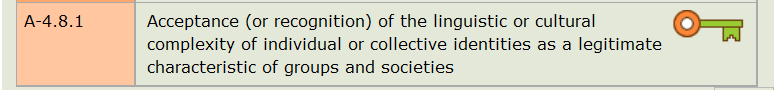 A-4.8.1
Acceptance (or recognition) of the linguistic or cultural
complexity of individual or collective identities as a legitimate
characteristic of groups and societies